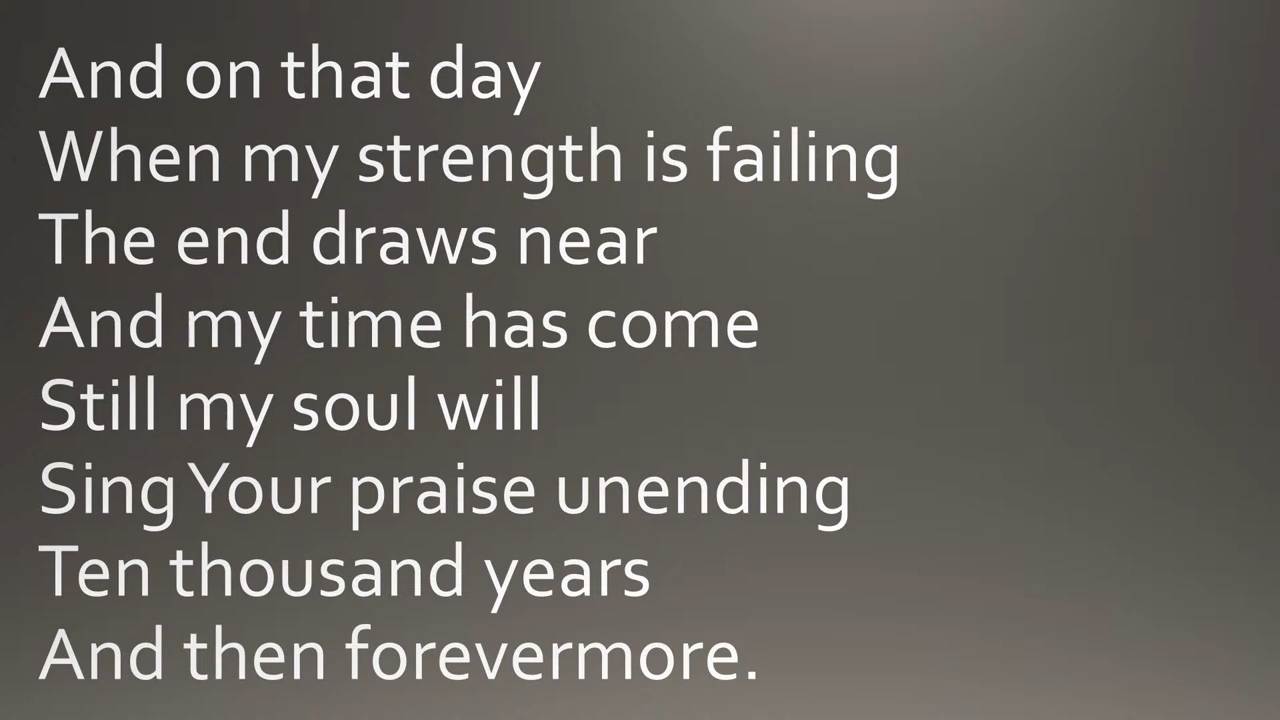 And on that day
When my strength is failing
The end draws near
And my time has come
Still my soul will
Sing Your praise unending
Ten thousand years
And then forevermore.